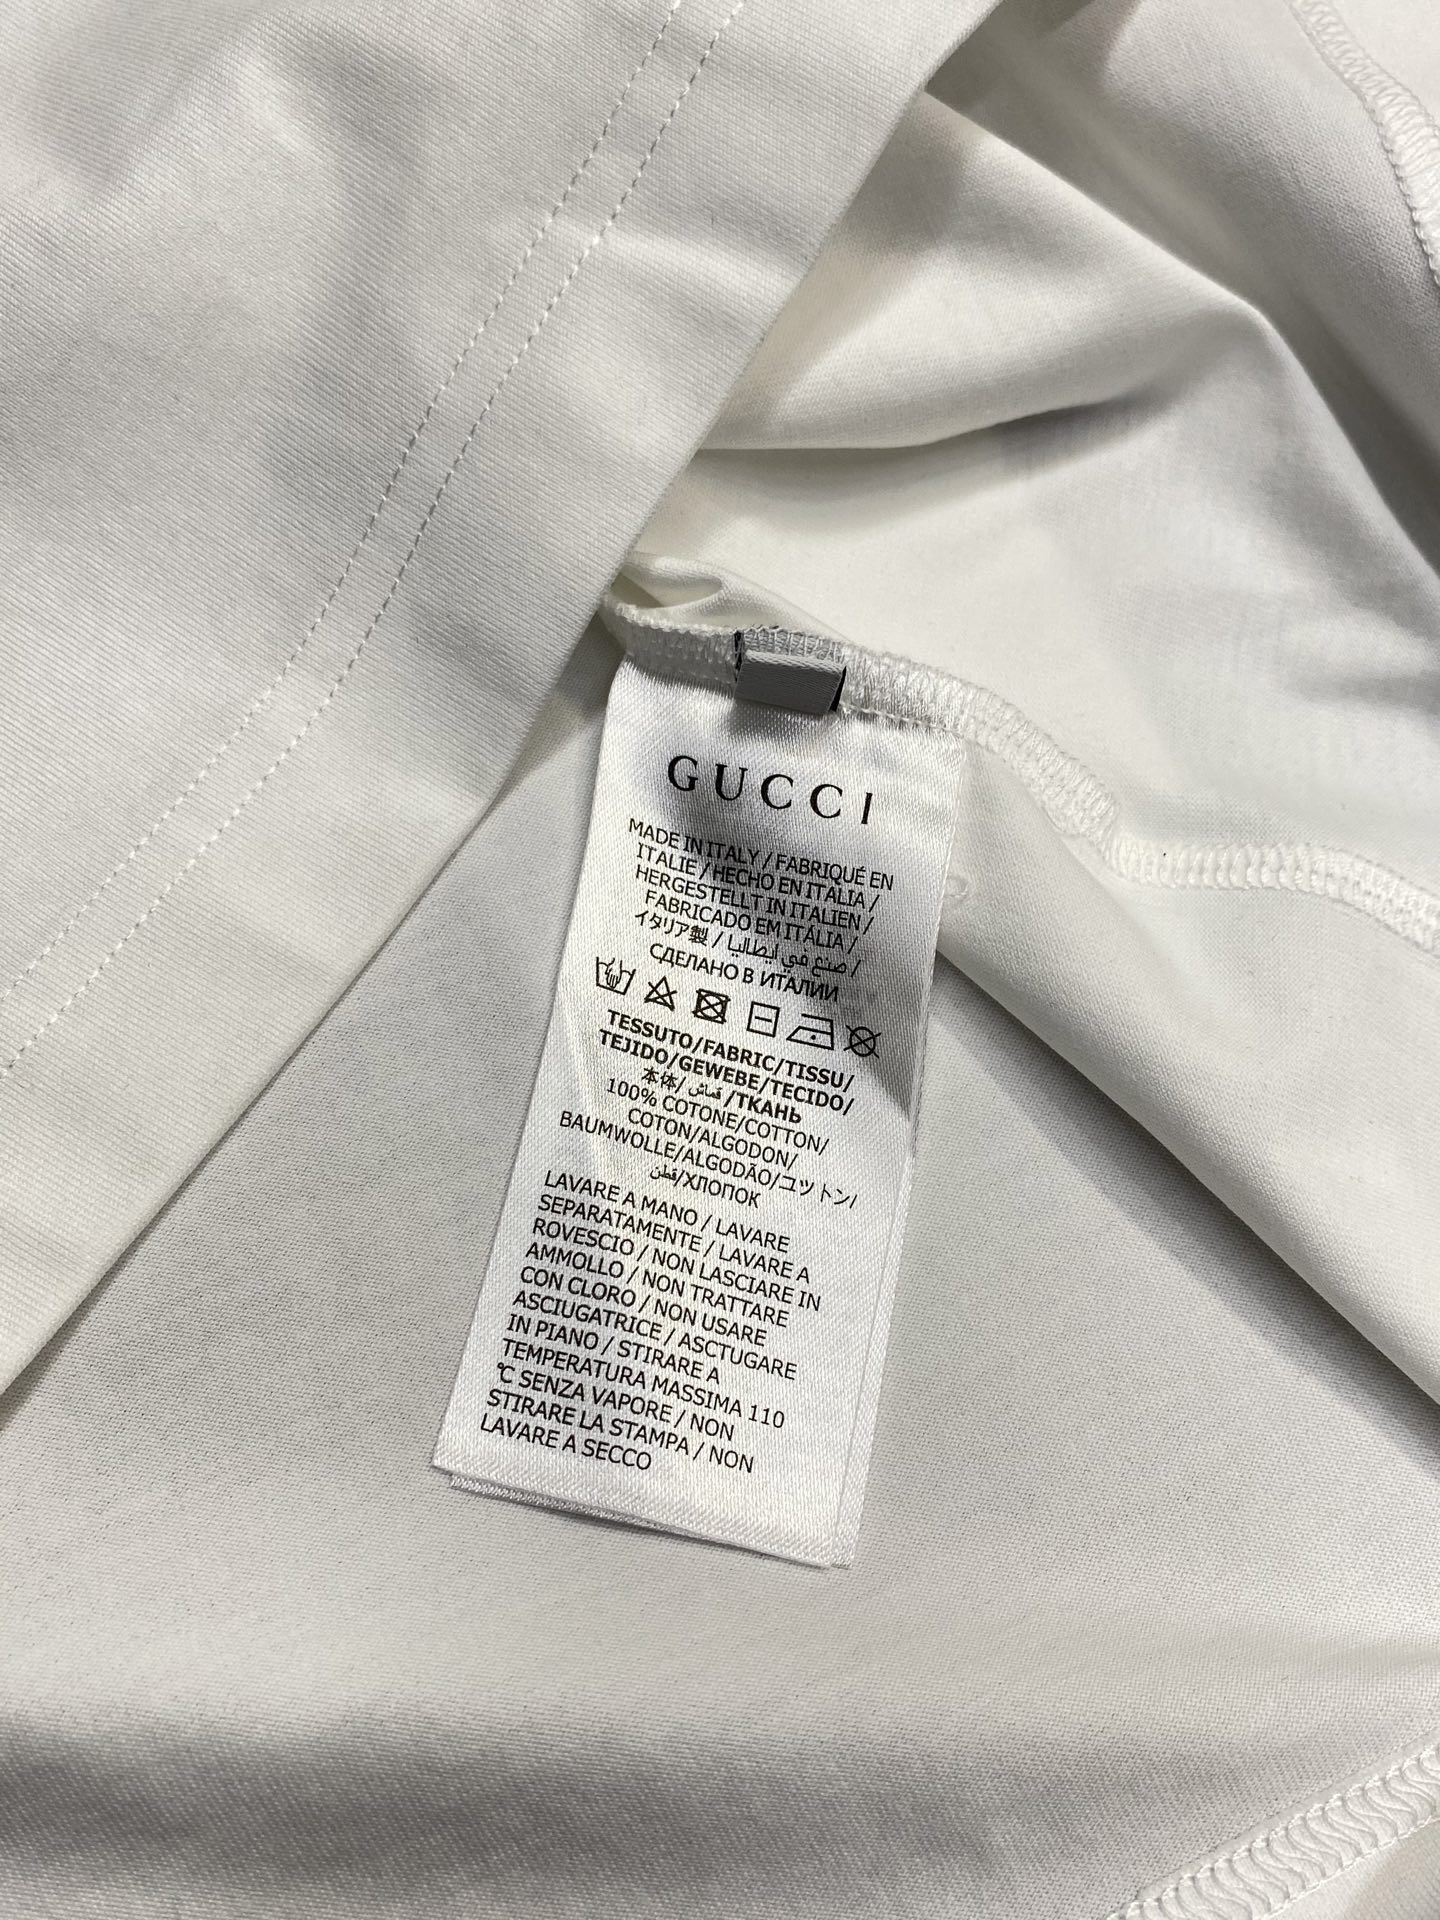 GUCCI
MADE IN ITALY / FABRIQUÉ EN
ITALIE / HECHO EN ITALIA /
HERGESTELLT IN ITALIEN /
FABRICADO EM ITÁLIA /
イタリア製 / صنع في ايطاليا /
СДЕЛАНО В ИТАЛИИ
TESSUTO/FABRIC/TISSU/
TEJIDO/GEWEBE/TECIDO/
本体/ قماش /ТКАНЬ
100% COTONE/COTTON/
COTON/ALGODON/
BAUMWOLLE/ALGODÃO/コットン/
قطن/ХЛОПОК
LAVARE A MANO / LAVARE
SEPARATAMENTE / LAVARE A
ROVESCIO / NON LASCIARE IN
AMMOLLO / NON TRATTARE
CON CLORO / NON USARE
ASCIUGATRICE / ASCTUGARE
IN PIANO / STIRARE A
TEMPERATURA MASSIMA 110
℃ SENZA VAPORE / NON
STIRARE LA STAMPA / NON
LAVARE A SECCO